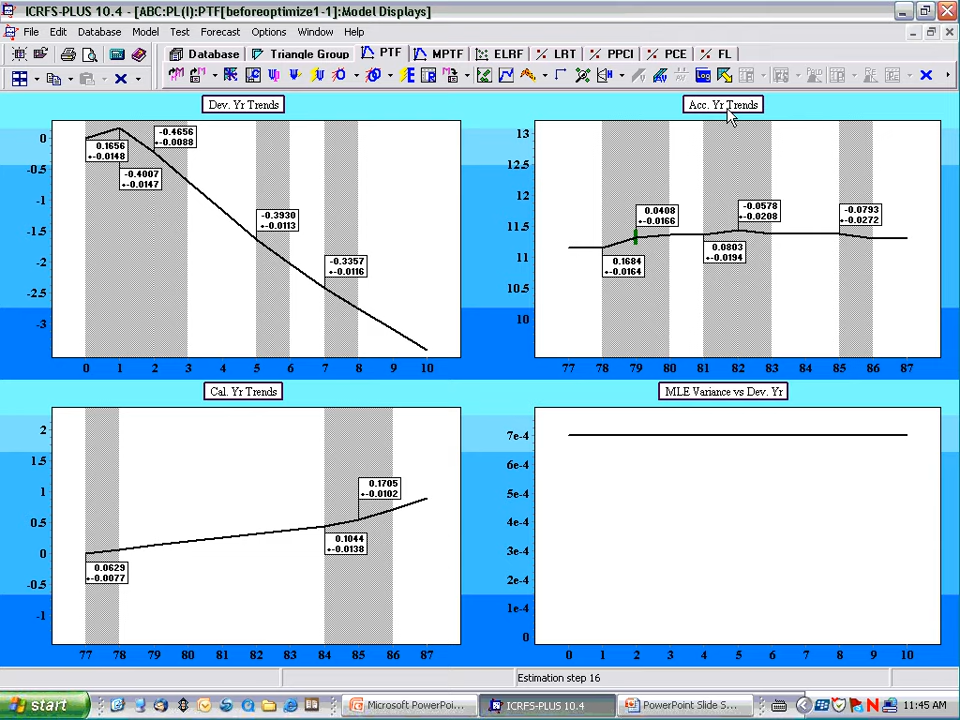 ICRFS-PLUS 10.4 - [ABC:PL(I):PTF[beforeoptimize1-1]:Model Displays]
File Edit Database Model Test Forecast Options Window Help
Database Triangle Group PTF MPTF ELRF LRT PPCI PCE FL
Dev. Yr Trends
0
-0.5
-1
-1.5
-2
-2.5
-3
0.1656
+-0.0148
-0.4007
+-0.0147
-0.4656
+-0.0088
-0.3930
+-0.0113
-0.3357
+-0.0116
0 1 2 3 4 5 6 7 8 9 10
Acc. Yr Trends
13
12.5
12
11.5
11
10.5
10
0.1684
+-0.0164
0.0408
+-0.0166
0.0803
+-0.0194
-0.0578
+-0.0208
-0.0793
+-0.0272
77 78 79 80 81 82 83 84 85 86 87
Cal. Yr Trends
2
1.5
1
0.5
0
-0.5
-1
0.0629
+-0.0077
0.1044
+-0.0138
0.1705
+-0.0102
77 78 79 80 81 82 83 84 85 86 87
MLE Variance vs Dev. Yr
7e-4
6e-4
5e-4
4e-4
3e-4
2e-4
1e-4
0
0 1 2 3 4 5 6 7 8 9 10
Estimation step 16
start
Microsoft PowerPoi...
ICRFS-PLUS 10.4
PowerPoint Slide S...
11:45 AM